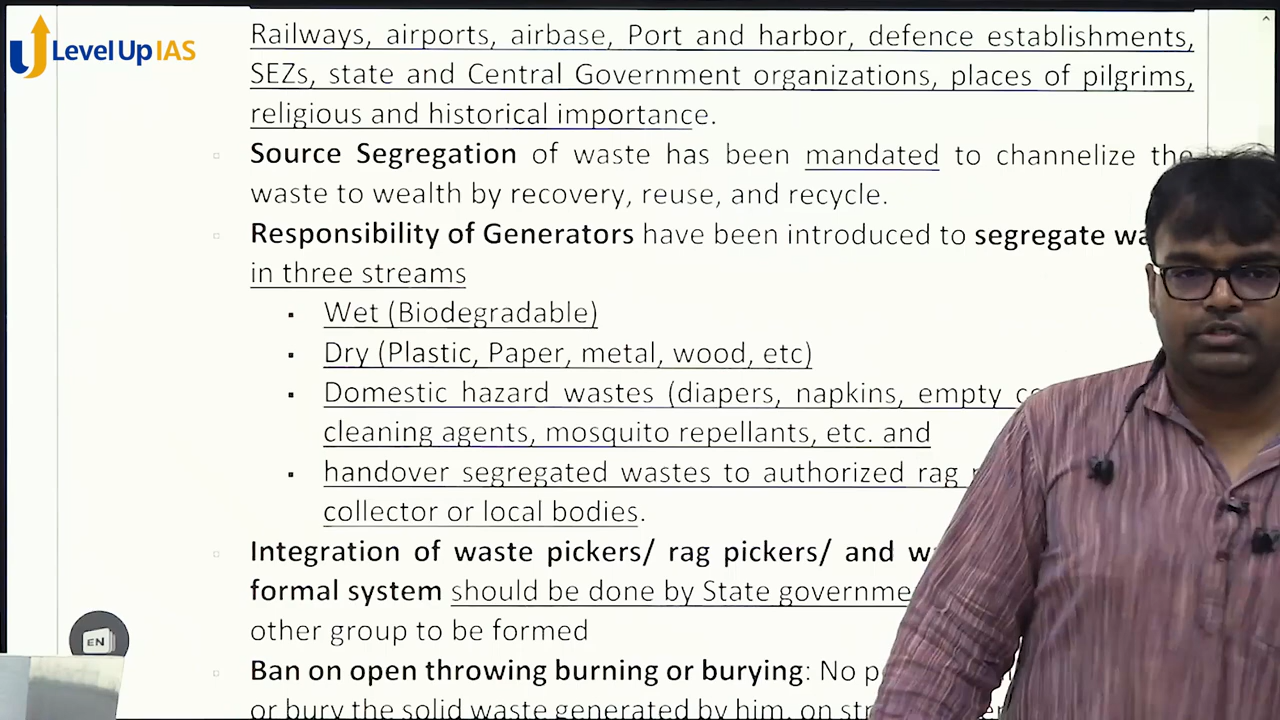 Level Up IAS
Railways, airports, airbase, Port and harbor, defence establishments,
SEZs, state and Central Government organizations, places of pilgrims,
religious and historical importance.
Source Segregation of waste has been mandated to channelize the
waste to wealth by recovery, reuse, and recycle.
Responsibility of Generators have been introduced to segregate
in three streams
Wet (Biodegradable)
Dry (Plastic, Paper, metal, wood, etc)
Domestic hazard wastes (diapers, napkins, empty
cleaning agents, mosquito repellants, etc. and
handover segregated wastes to authorized rag
collector or local bodies.
Integration of waste pickers/ rag pickers/ and
formal system should be done by State
other group to be formed
EN
Ban on open throwing burning or burying: No
or bury the solid waste generated by him, on